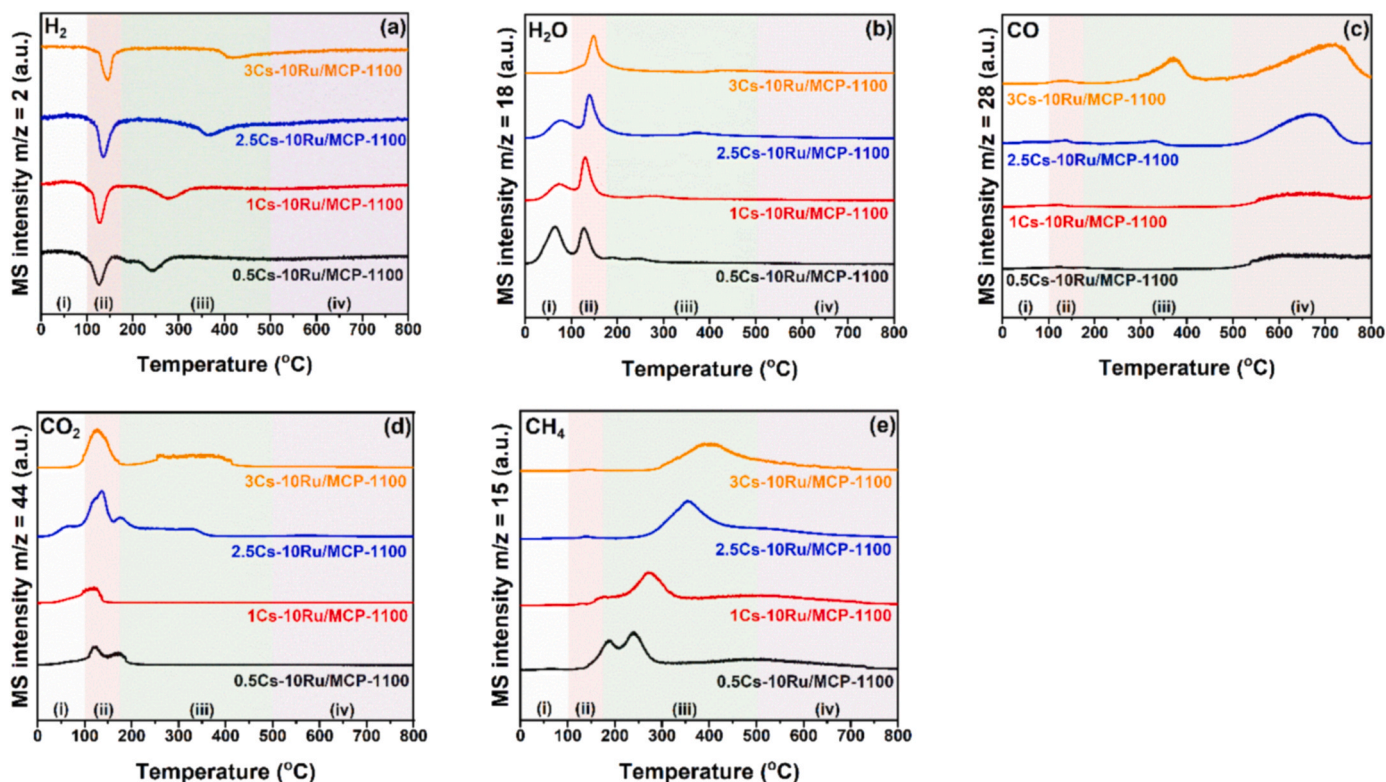 H₂ (a)
MS intensity m/z = 2 (a.u.)
3Cs-10Ru/MCP-1100
2.5Cs-10Ru/MCP-1100
1Cs-10Ru/MCP-1100
0.5Cs-10Ru/MCP-1100
(i) (ii) (iii) (iv)
0 100 200 300 400 500 600 700 800
Temperature (°C)
H₂O (b)
MS intensity m/z = 18 (a.u.)
3Cs-10Ru/MCP-1100
2.5Cs-10Ru/MCP-1100
1Cs-10Ru/MCP-1100
0.5Cs-10Ru/MCP-1100
(i) (ii) (iii) (iv)
0 100 200 300 400 500 600 700 800
Temperature (°C)
CO (c)
MS intensity m/z = 28 (a.u.)
3Cs-10Ru/MCP-1100
2.5Cs-10Ru/MCP-1100
1Cs-10Ru/MCP-1100
0.5Cs-10Ru/MCP-1100
(i) (ii) (iii) (iv)
0 100 200 300 400 500 600 700 800
Temperature (°C)
CO₂ (d)
MS intensity m/z = 44 (a.u.)
3Cs-10Ru/MCP-1100
2.5Cs-10Ru/MCP-1100
1Cs-10Ru/MCP-1100
0.5Cs-10Ru/MCP-1100
(i) (ii) (iii) (iv)
0 100 200 300 400 500 600 700 800
Temperature (°C)
CH₄ (e)
MS intensity m/z = 15 (a.u.)
3Cs-10Ru/MCP-1100
2.5Cs-10Ru/MCP-1100
1Cs-10Ru/MCP-1100
0.5Cs-10Ru/MCP-1100
(i) (ii) (iii) (iv)
0 100 200 300 400 500 600 700 800
Temperature (°C)